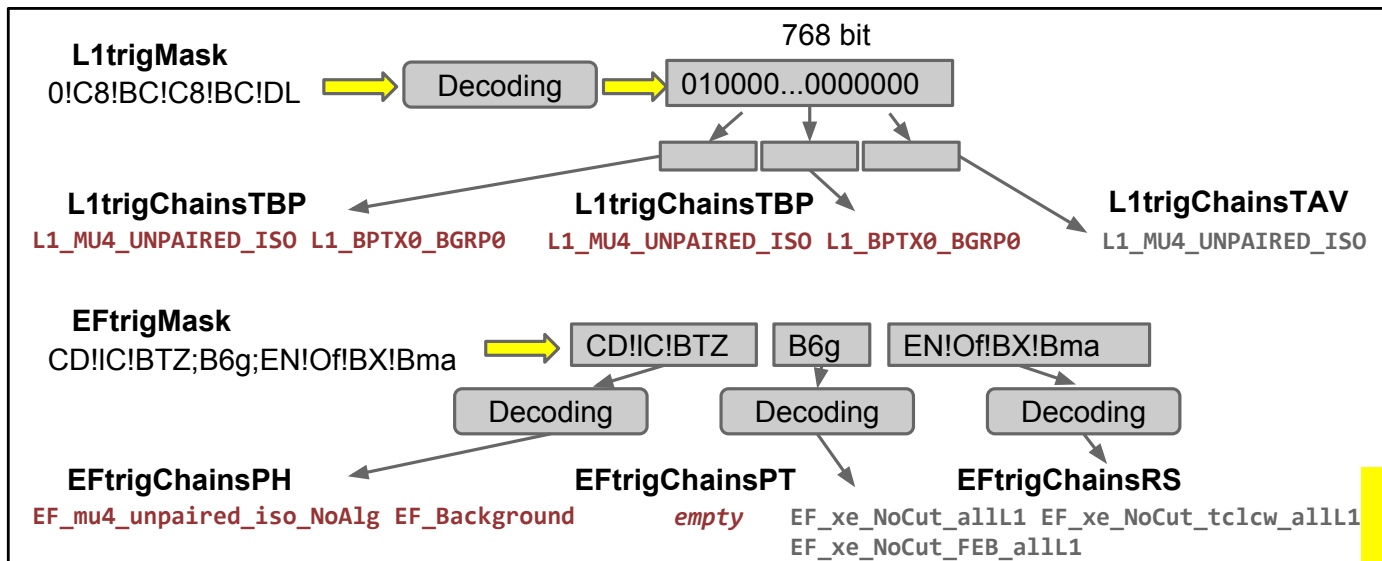 768 bit
L1trigMask
0!C8!BC!C8!BC!DL
Decoding
010000...0000000
L1trigChainsTBP
L1_MU4_UNPAIRED_ISO L1_BPTX0_BGRP0
L1trigChainsTBP
L1_MU4_UNPAIRED_ISO L1_BPTX0_BGRP0
L1trigChainsTAV
L1_MU4_UNPAIRED_ISO
EFtrigMask
CD!IC!BTZ;B6g;EN!Of!BX!Bma
CD!IC!BTZ
B6g
EN!Of!BX!Bma
Decoding
Decoding
Decoding
EFtrigChainsPH
EF_mu4_unpaired_iso_NoAlg EF_Background
EFtrigChainsPT
empty
EFtrigChainsRS
EF_xe_NoCut_allL1 EF_xe_NoCut_tclcw_allL1
EF_xe_NoCut_FEB_allL1